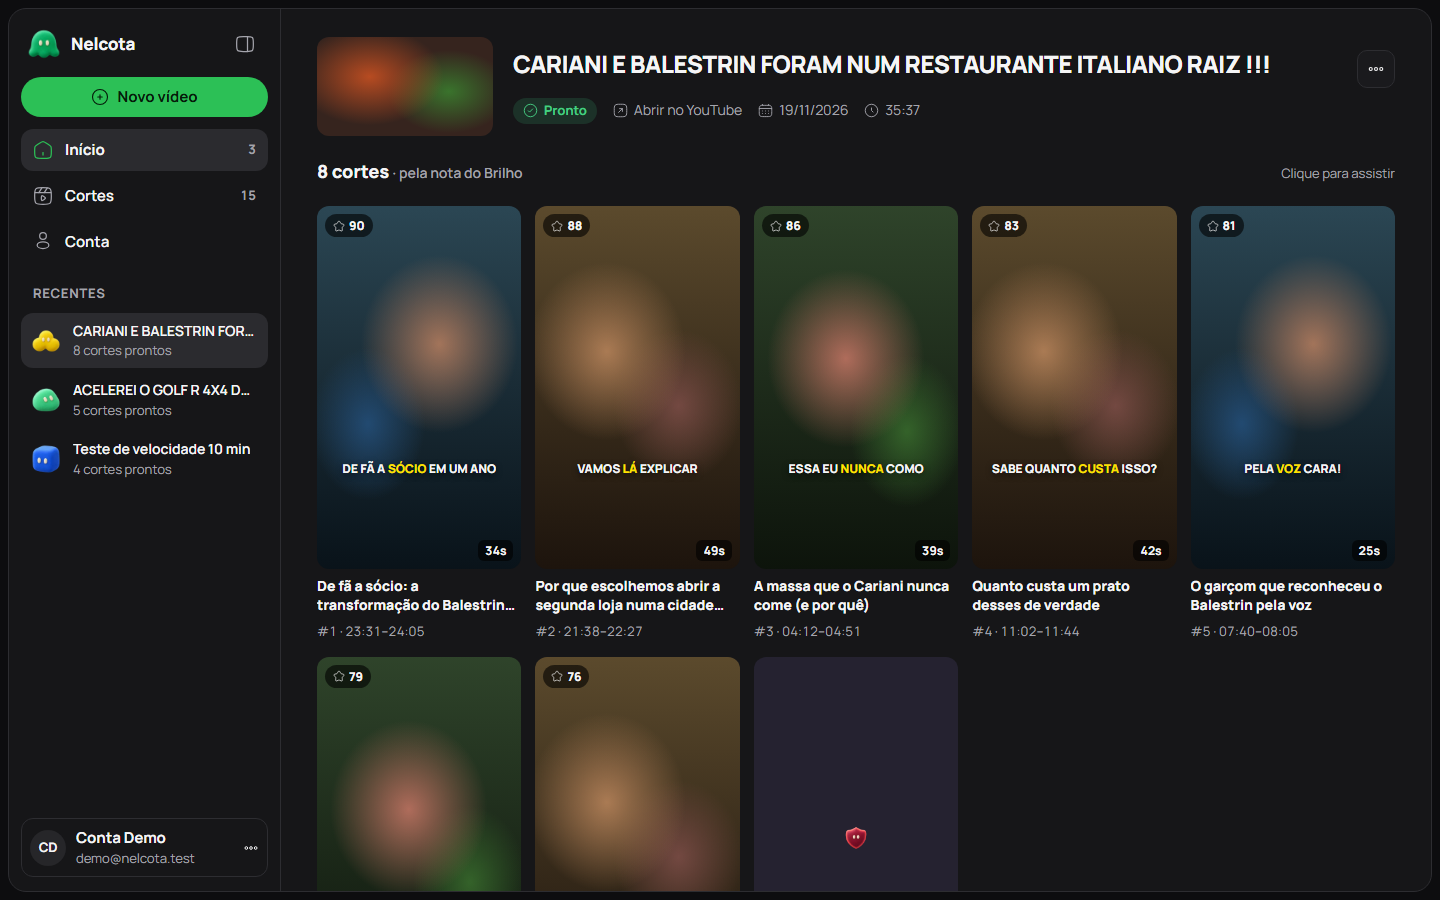 Nelcota
Novo vídeo
Início 3
Cortes 15
Conta
RECENTES
CARIANI E BALESTRIN FOR...
8 cortes prontos
ACELEREI O GOLF R 4X4 D...
5 cortes prontos
Teste de velocidade 10 min
4 cortes prontos
CD
Conta Demo
demo@nelcota.test
CARIANI E BALESTRIN FORAM NUM RESTAURANTE ITALIANO RAIZ !!!
Pronto Abrir no YouTube 19/11/2026 35:37
8 cortes · pela nota do Brilho
Clique para assistir
90
DE FÃ A SÓCIO EM UM ANO
34s
De fã a sócio: a
transformação do Balestrin...
#1 · 23:31–24:05
88
VAMOS LÁ EXPLICAR
49s
Por que escolhemos abrir a
segunda loja numa cidade...
#2 · 21:38–22:27
86
ESSA EU NUNCA COMO
39s
A massa que o Cariani nunca
come (e por quê)
#3 · 04:12–04:51
83
SABE QUANTO CUSTA ISSO?
42s
Quanto custa um prato
desses de verdade
#4 · 11:02–11:44
81
PELA VOZ CARA!
25s
O garçom que reconheceu o
Balestrin pela voz
#5 · 07:40–08:05
79
76